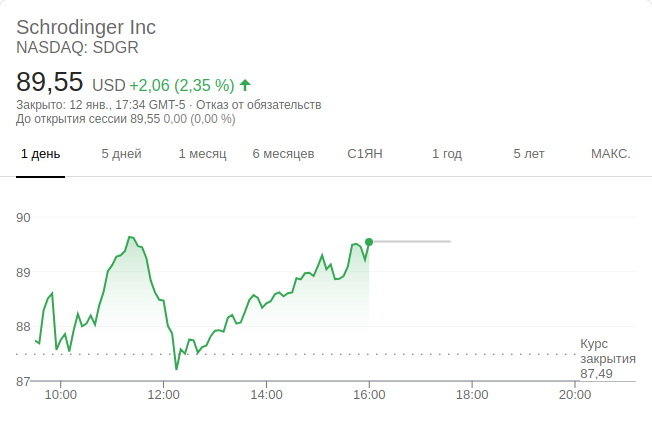 Schrodinger Inc
NASDAQ: SDGR
89,55 USD +2,06 (2,35 %)
Закрыто: 12 янв., 17:34 GMT-5 · Отказ от обязательств
До открытия сессии 89,55 0,00 (0,00 %)
1 день 5 дней 1 месяц 6 месяцев С1ЯН 1 год 5 лет МАКС.
90
89
88
87
Курс
закрытия
87,49
10:00 12:00 14:00 16:00 18:00 20:00